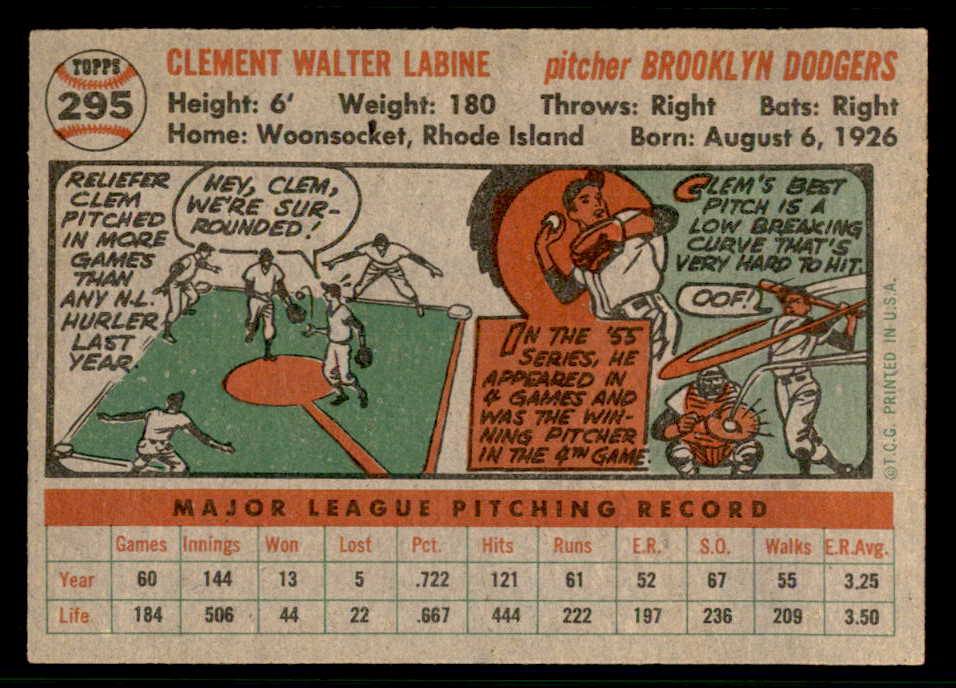 TOPPS
295
CLEMENT WALTER LABINE pitcher BROOKLYN DODGERS
Height: 6' Weight: 180 Throws: Right Bats: Right
Home: Woonsocket, Rhode Island Born: August 6, 1926
RELIEFER
CLEM
PITCHED
IN MORE
GAMES
THAN
ANY N.L.
HURLER
LAST
YEAR.
HEY, CLEM,
WE'RE SUR-
ROUNDED!
IN THE '55
SERIES, HE
APPEARED IN
4 GAMES AND
WAS THE WIN-
NING PITCHER
IN THE 4TH GAME.
CLEM'S BEST
PITCH IS A
LOW BREAKING
CURVE THAT'S
VERY HARD TO HIT.
OOF!
©T.C.G. PRINTED IN U.S.A.
MAJOR LEAGUE PITCHING RECORD
Games Innings Won Lost Pct. Hits Runs E.R. S.O. Walks E.R.Avg.
Year 60 144 13 5 .722 121 61 52 67 55 3.25
Life 184 506 44 22 .667 444 222 197 236 209 3.50